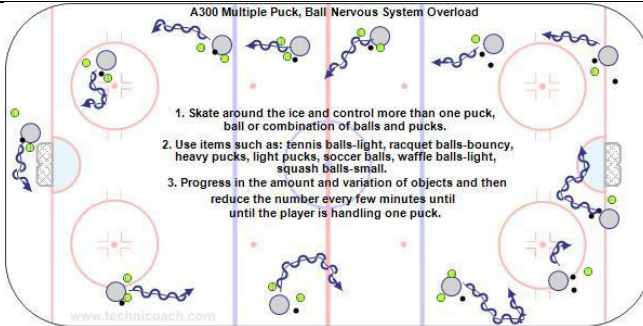 A300 Multiple Puck, Ball Nervous System Overload
1. Skate around the ice and control more than one puck,
ball or combination of balls and pucks.
2. Use items such as: tennis balls-light, racquet balls-bouncy,
heavy pucks, light pucks, soccer balls, waffle balls-light,
squash balls-small.
3. Progress in the amount and variation of objects and then
reduce the number every few minutes until
until the player is handling one puck.
www.technicoach.com